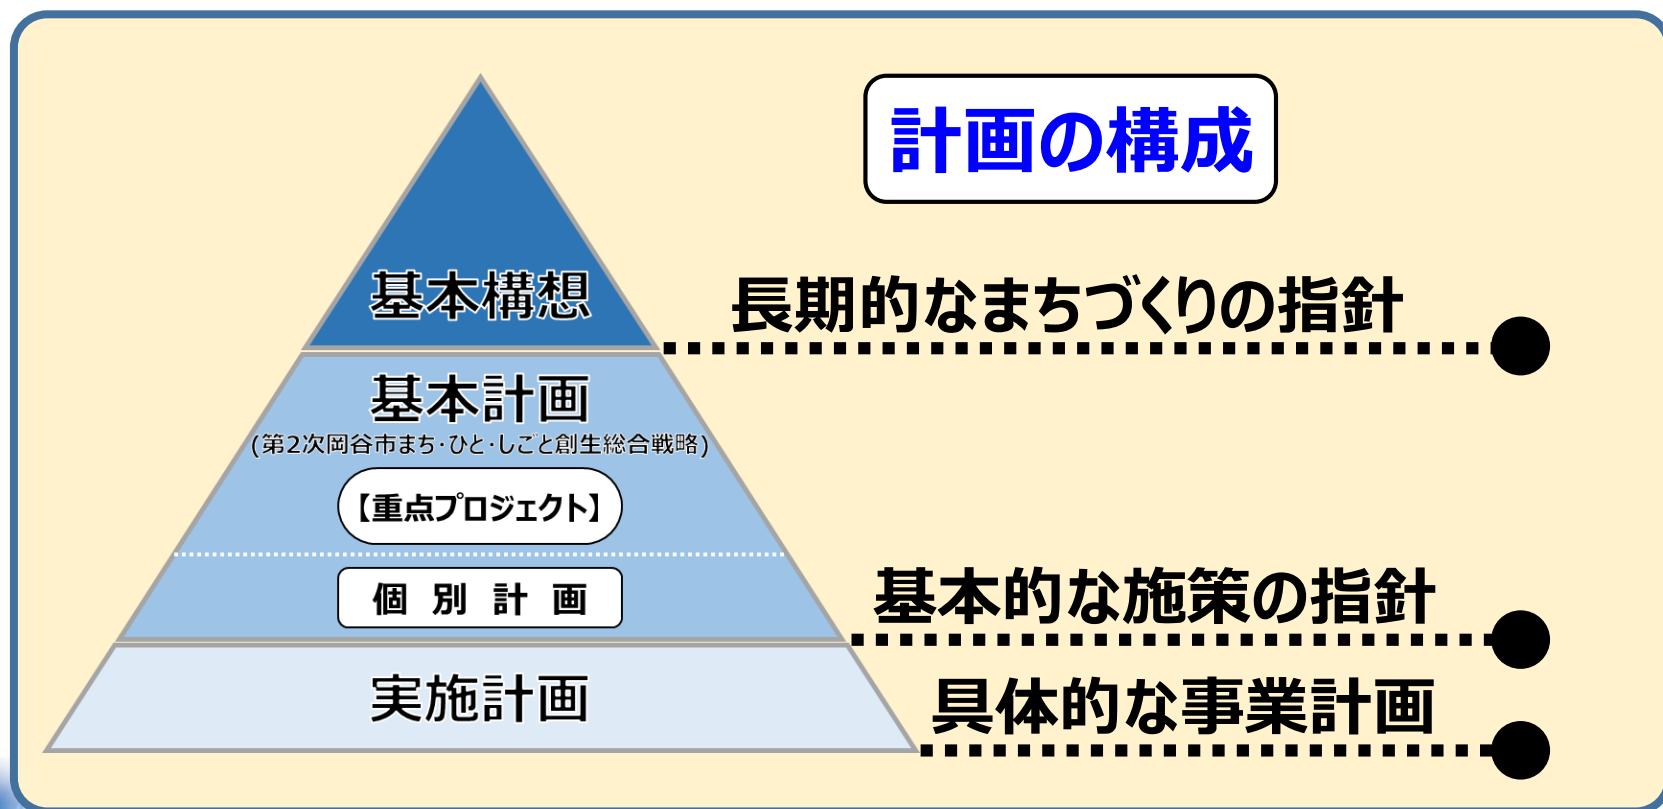 計画の構成
基本構想
長期的なまちづくりの指針
基本計画
(第2次岡谷市まち・ひと・しごと創生総合戦略)
【重点プロジェクト】
個別計画
基本的な施策の指針
実施計画
具体的な事業計画